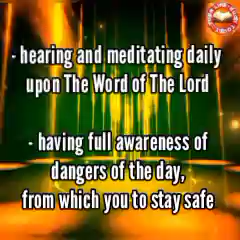 - hearing and meditating daily
upon The Word of The Lord
- having full awareness of
dangers of the day,
from which you to stay safe